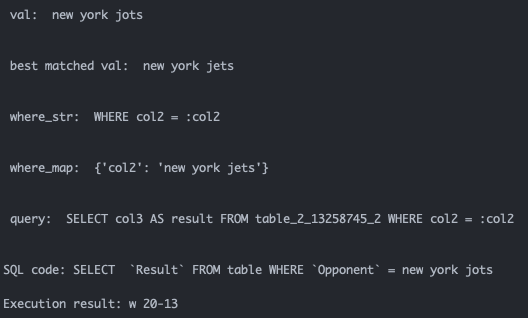 val:  new york jots
best matched val:  new york jets
where_str:  WHERE col2 = :col2
where_map:  {'col2': 'new york jets'}
query:  SELECT col3 AS result FROM table_2_13258745_2 WHERE col2 = :col2
SQL code: SELECT  `Result` FROM table WHERE `Opponent` = new york jots
Execution result: w 20-13